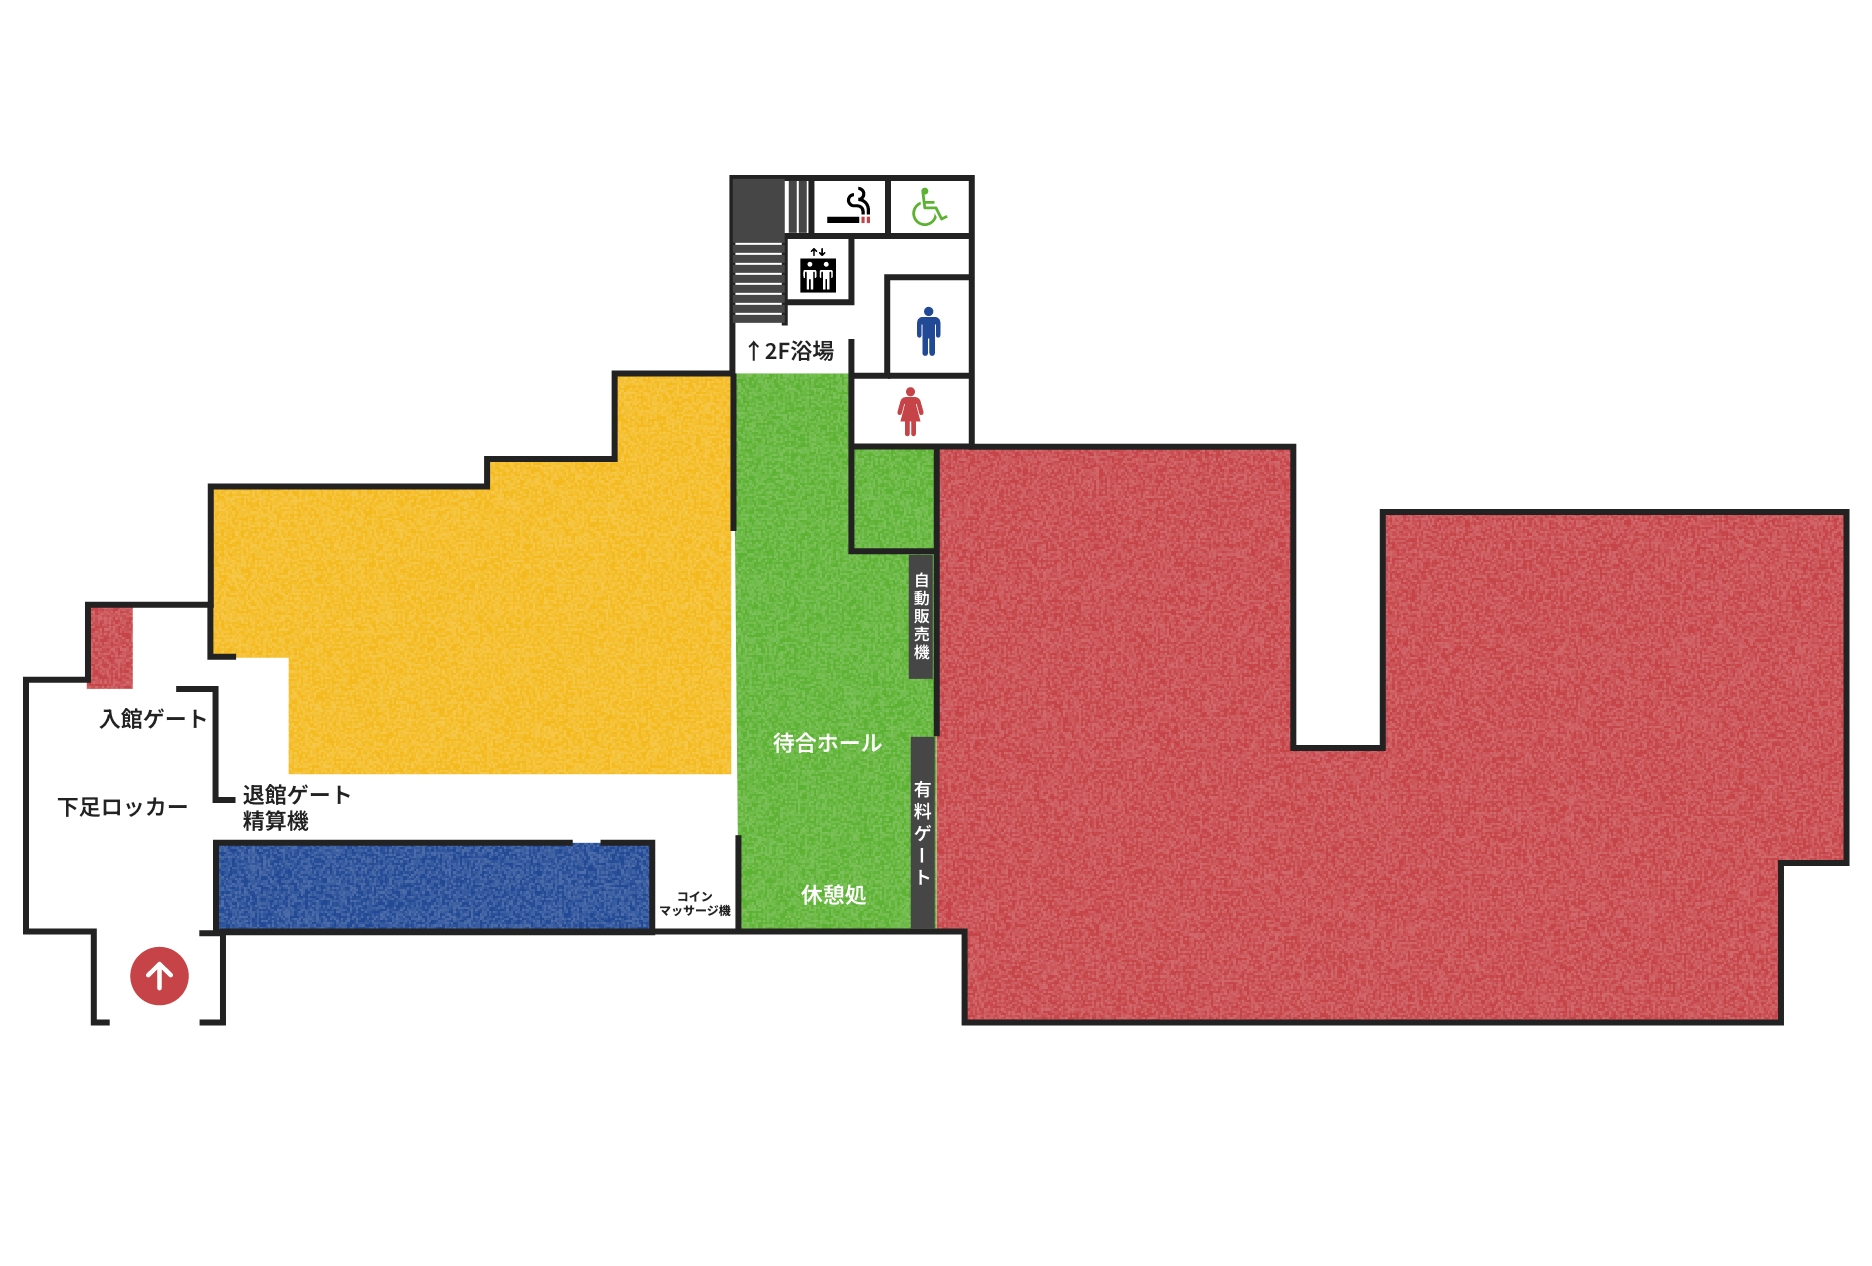 ↑2F浴場
自動販売機
入館ゲート
待合ホール
下足ロッカー
退館ゲート
精算機
有料ゲート
コイン
マッサージ機
休憩処